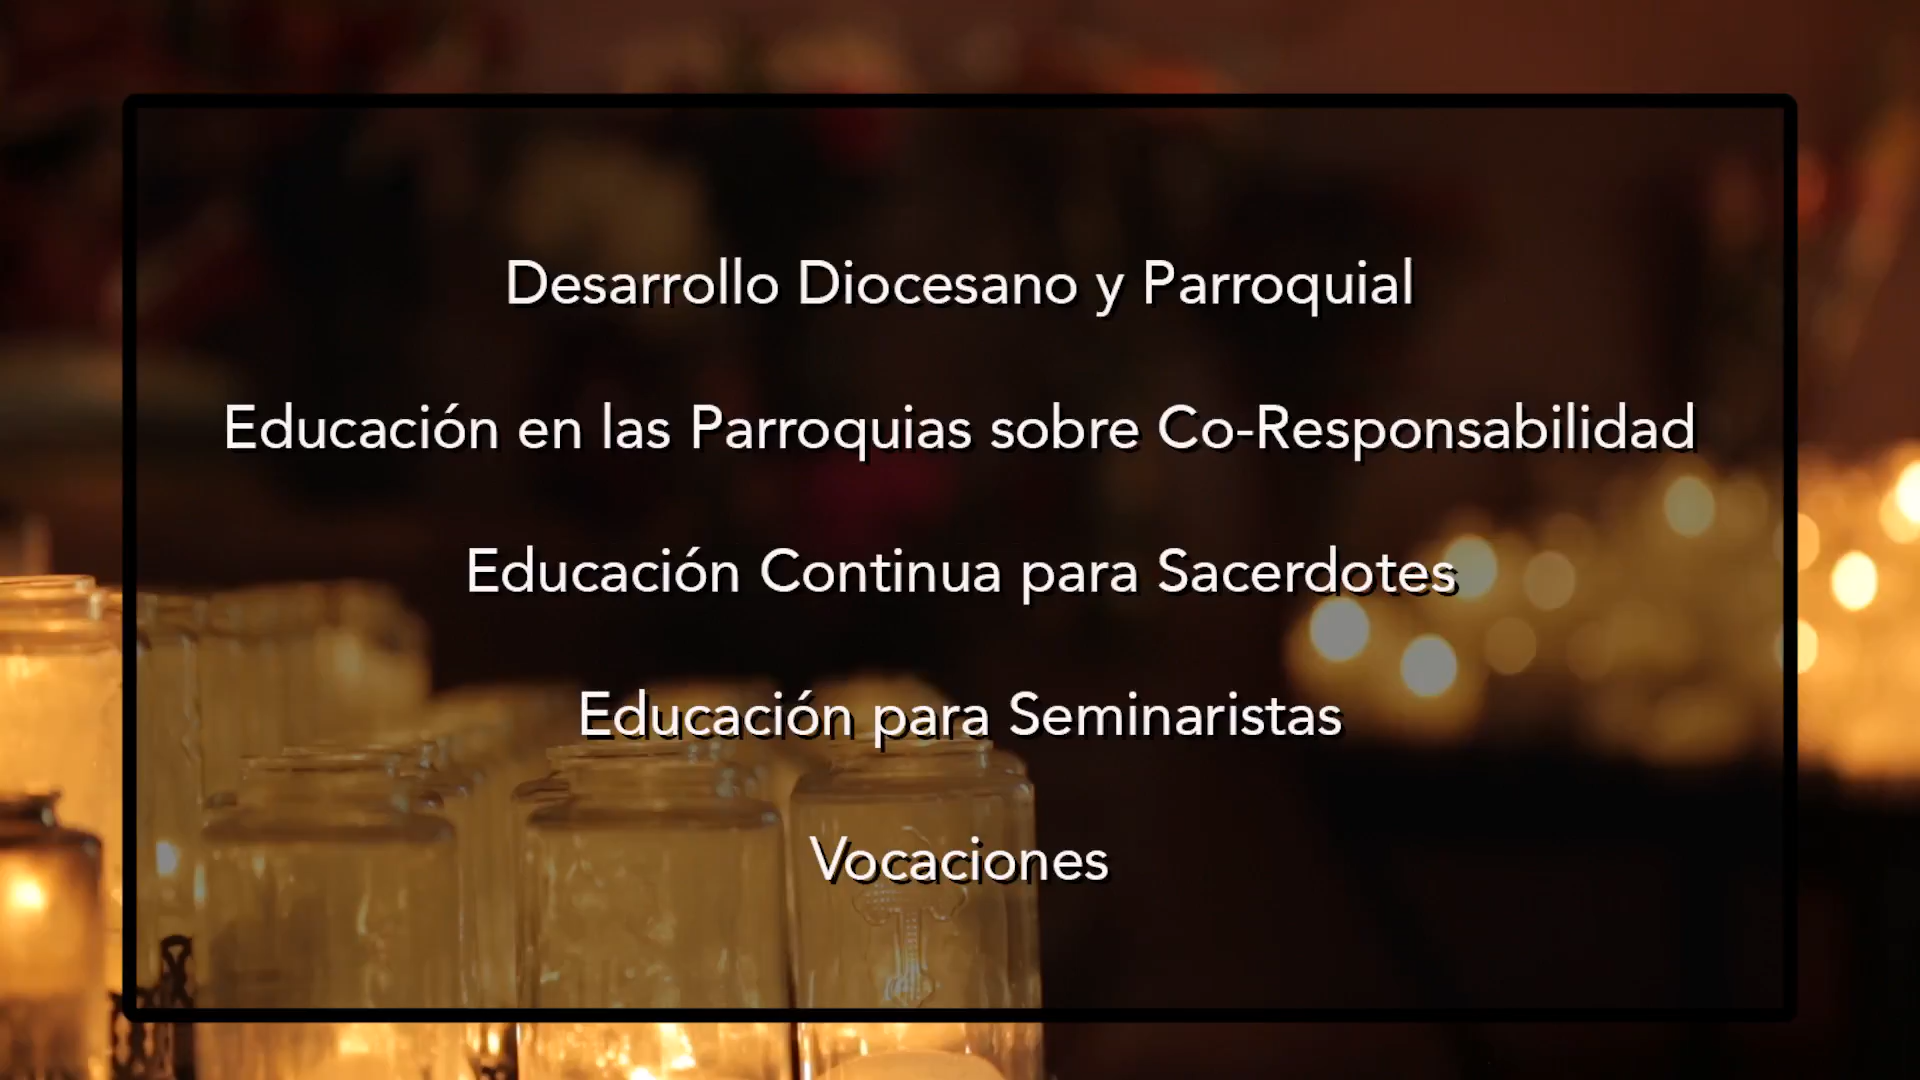 Desarrollo Diocesano y Parroquial
Educación en las Parroquias sobre Co-Responsabilidad
Educación Continua para Sacerdotes
Educación para Seminaristas
Vocaciones